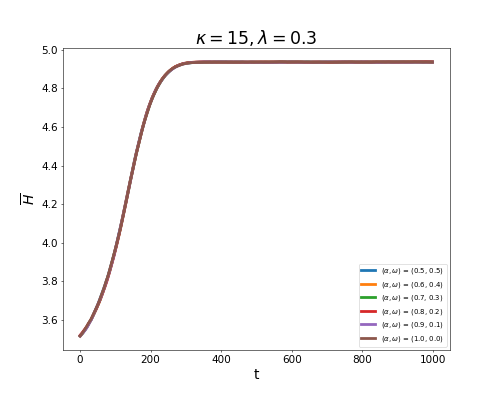 κ = 15, λ = 0.3
5.0
4.8
4.6
4.4
4.2
4.0
3.8
3.6
H̅
0 200 400 600 800 1000
t
(α, ω) = (0.5, 0.5)
(α, ω) = (0.6, 0.4)
(α, ω) = (0.7, 0.3)
(α, ω) = (0.8, 0.2)
(α, ω) = (0.9, 0.1)
(α, ω) = (1.0, 0.0)